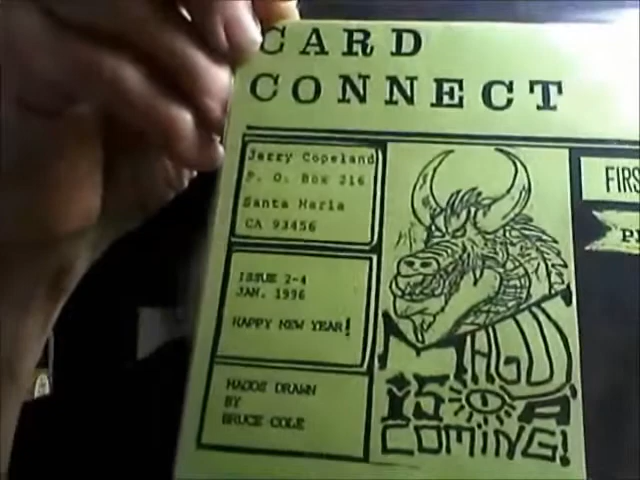 CARD
CONNECT
Jerry Copeland
P. O. Box 216
Santa Maria
CA 93456
ISSUE 2-4
JAN. 1996
HAPPY NEW YEAR!
MAGUS DRAWN
BY
BRUCE COLE
MAGU
IS A
COMING!
FIRS